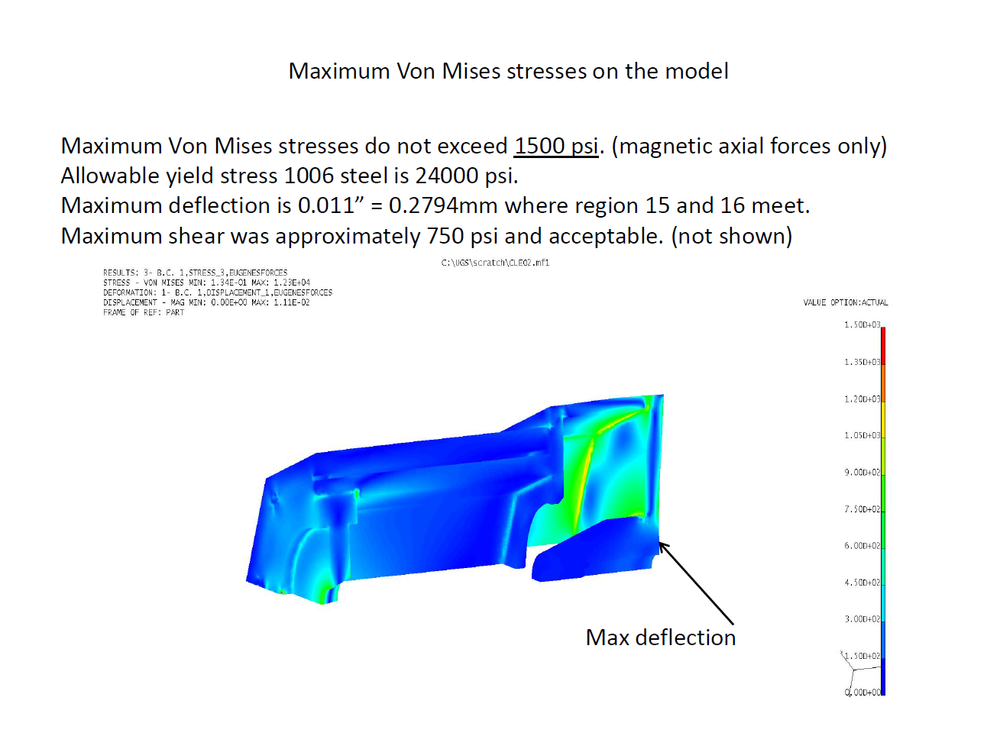 Maximum Von Mises stresses on the model
Maximum Von Mises stresses do not exceed 1500 psi. (magnetic axial forces only)
Allowable yield stress 1006 steel is 24000 psi.
Maximum deflection is 0.011” = 0.2794mm where region 15 and 16 meet.
Maximum shear was approximately 750 psi and acceptable. (not shown)
C:\UGS\scratch\CLE02.mf1
RESULTS: 3- B.C. 1,STRESS_3,EUGENESFORCES
STRESS - VON MISES MIN: 1.34E-01 MAX: 1.23E+04
DEFORMATION: 1- B.C. 1,DISPLACEMENT_1,EUGENESFORCES
DISPLACEMENT - MAG MIN: 0.00E+00 MAX: 1.11E-02
FRAME OF REF: PART
VALUE OPTION:ACTUAL
1.50D+03
1.35D+03
1.20D+03
1.05D+03
9.00D+02
7.50D+02
6.00D+02
4.50D+02
3.00D+02
1.50D+02
0.00D+00
Max deflection